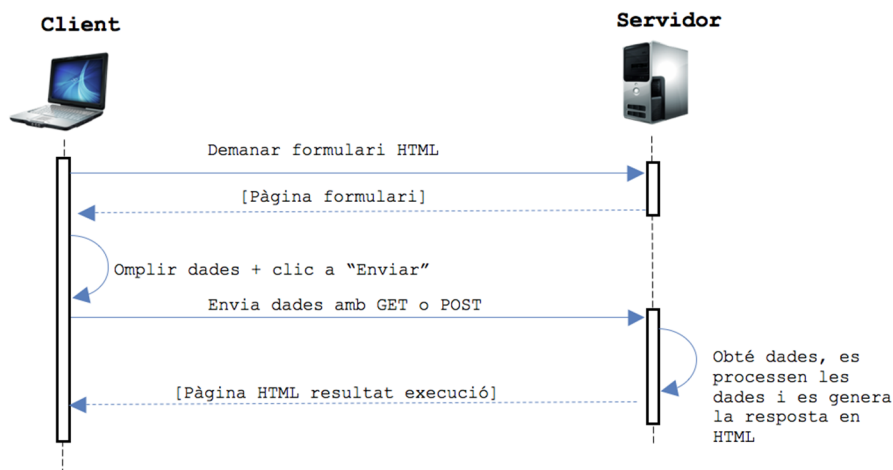 Client
Servidor
Demanar formulari HTML
[Pàgina formulari]
Omplir dades + clic a “Enviar”
Envia dades amb GET o POST
Obté dades, es
processen les
dades i es genera
la resposta en
HTML
[Pàgina HTML resultat execució]